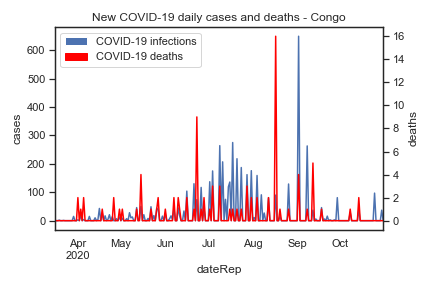 New COVID-19 daily cases and deaths - Congo
COVID-19 infections
COVID-19 deaths
600
500
400
300
200
100
0
cases
16
14
12
10
8
6
4
2
0
deaths
Apr May Jun Jul Aug Sep Oct
2020
dateRep